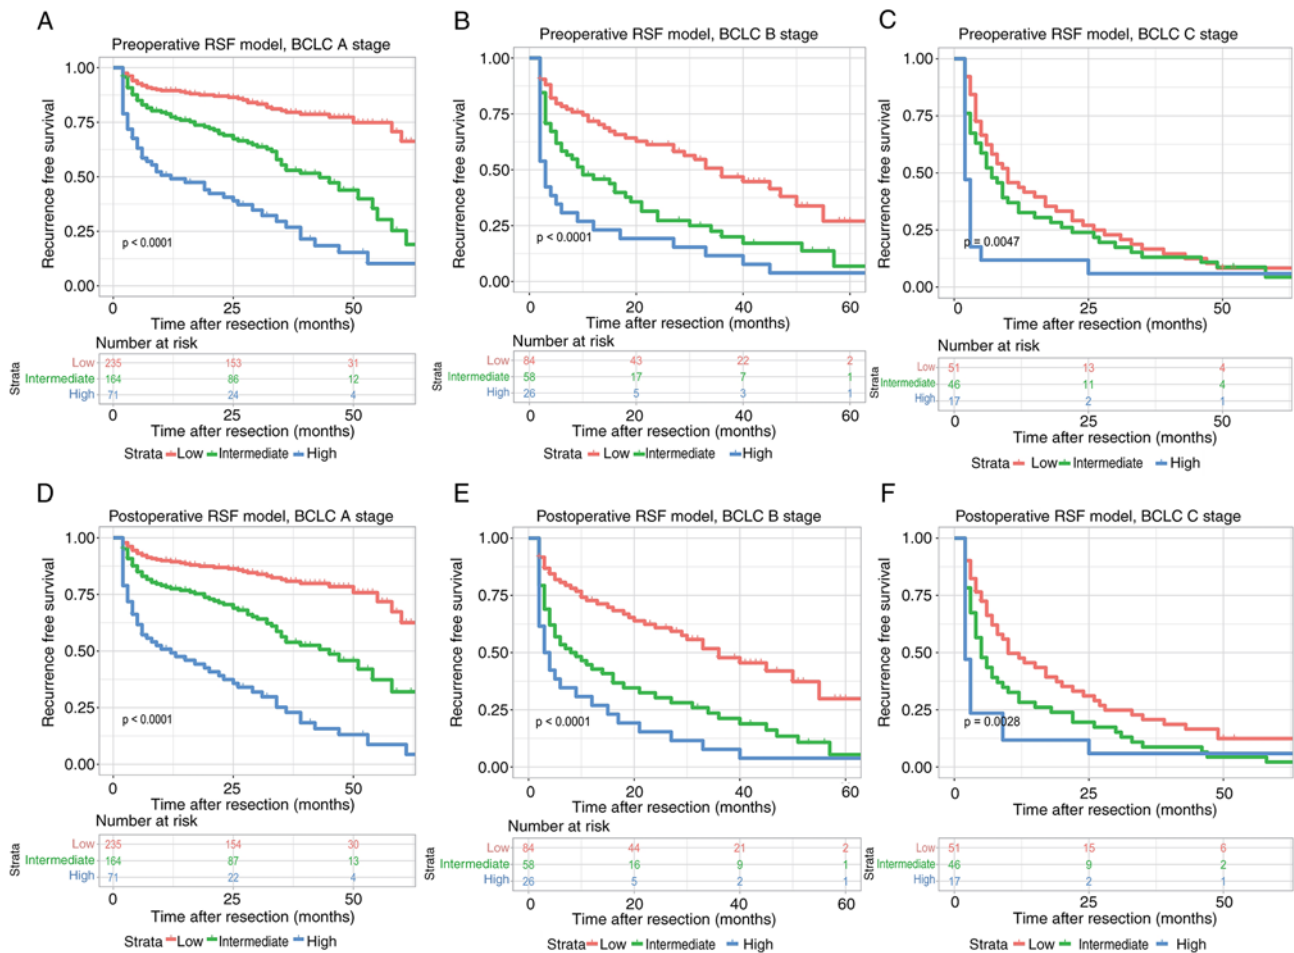 A
Preoperative RSF model, BCLC A stage
Recurrence free survival
1.00
0.75
0.50
0.25
0.00
p < 0.0001
0 25 50
Time after resection (months)
Number at risk
Strata
Low 235 153 31
Intermediate 164 86 12
High 71 24 4
0 25 50
Time after resection (months)
Strata Low Intermediate High
B
Preoperative RSF model, BCLC B stage
Recurrence free survival
1.00
0.75
0.50
0.25
0.00
p < 0.0001
0 20 40 60
Time after resection (months)
Number at risk
Strata
Low 84 43 22 2
Intermediate 58 17 7 1
High 26 5 3 1
0 20 40 60
Time after resection (months)
Strata Low Intermediate High
C
Preoperative RSF model, BCLC C stage
Recurrence free survival
1.00
0.75
0.50
0.25
0.00
p = 0.0047
0 25 50
Time after resection (months)
Number at risk
Strata
Low 51 13 4
Intermediate 46 11 4
High 17 2 1
0 25 50
Time after resection (months)
Strata Low Intermediate High
D
Postoperative RSF model, BCLC A stage
Recurrence free survival
1.00
0.75
0.50
0.25
0.00
p < 0.0001
0 25 50
Time after resection (months)
Number at risk
Strata
Low 235 154 30
Intermediate 164 87 13
High 71 22 4
0 25 50
Time after resection (months)
Strata Low Intermediate High
E
Postoperative RSF model, BCLC B stage
Recurrence free survival
1.00
0.75
0.50
0.25
0.00
p < 0.0001
0 20 40 60
Time after resection (months)
Number at risk
Strata
Low 84 44 21 2
Intermediate 58 16 9 1
High 26 5 2 1
0 20 40 60
Time after resection (months)
Strata Low Intermediate High
F
Postoperative RSF model, BCLC C stage
Recurrence free survival
1.00
0.75
0.50
0.25
0.00
p = 0.0028
0 25 50
Time after resection (months)
Strata
Low 51 15 6
Intermediate 46 9 2
High 17 2 1
0 25 50
Time after resection (months)
Strata Low Intermediate High